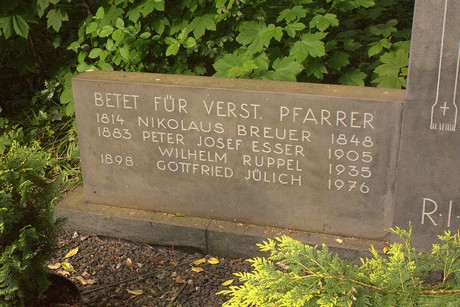 BETET FÜR VERST. PFARRER
1814 NIKOLAUS BREUER 1848
1883 PETER JOSEF ESSER 1905
WILHELM RUPPEL 1935
1898 GOTTFRIED JÜLICH 1976
R.I.